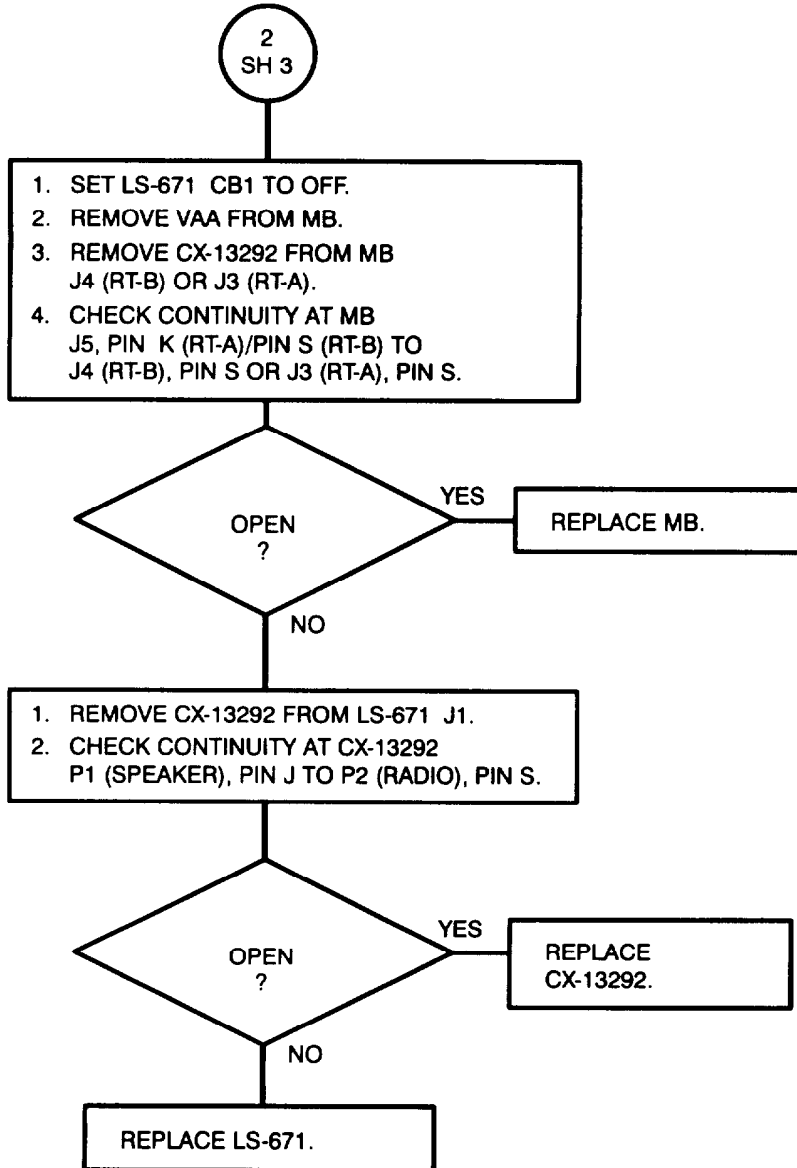 2
SH 3
1. SET LS-671 CB1 TO OFF.
2. REMOVE VAA FROM MB.
3. REMOVE CX-13292 FROM MB
J4 (RT-B) OR J3 (RT-A).
4. CHECK CONTINUITY AT MB
J5, PIN K (RT-A)/PIN S (RT-B) TO
J4 (RT-B), PIN S OR J3 (RT-A), PIN S.
OPEN
?
YES
REPLACE MB.
NO
1. REMOVE CX-13292 FROM LS-671 J1.
2. CHECK CONTINUITY AT CX-13292
P1 (SPEAKER), PIN J TO P2 (RADIO), PIN S.
OPEN
?
YES
REPLACE
CX-13292.
NO
REPLACE LS-671.